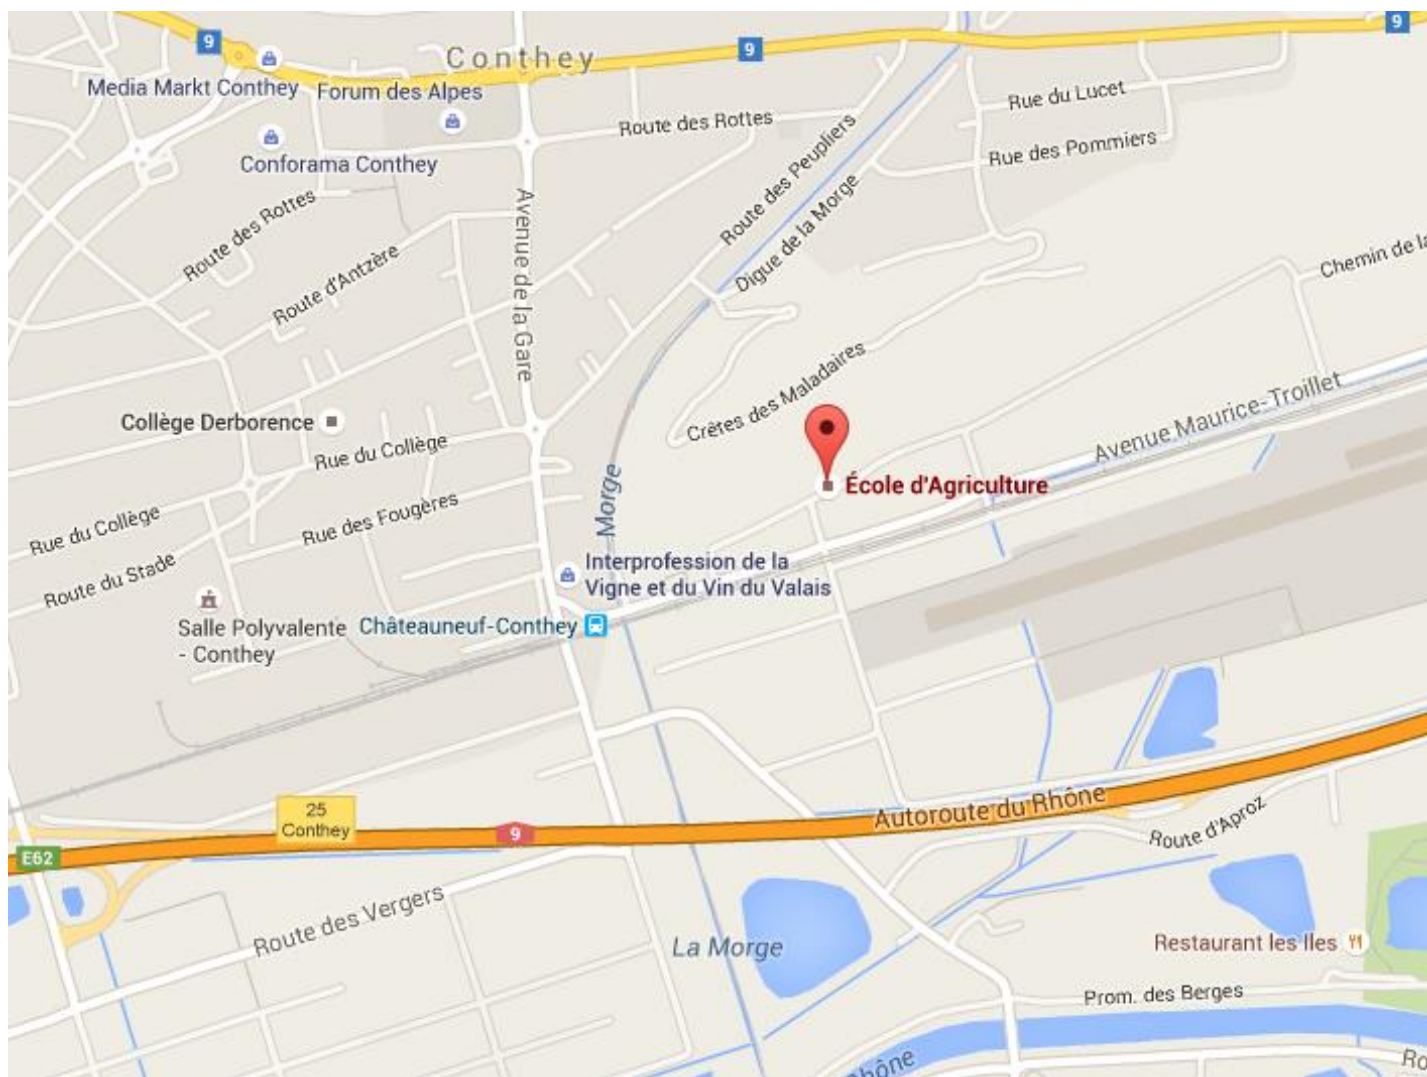 9
9
9
Conthey
Media Markt Conthey
Forum des Alpes
Rue du Lucet
Route des Rottes
Conforama Conthey
Route des Peupliers
Rue des Pommiers
Route des Rottes
Avenue de la Gare
Digue de la Morge
Route d'Antzère
Chemin de la
Crêtes des Maladaires
Avenue Maurice-Troillet
Collège Derborence
Rue du Collège
École d'Agriculture
Morge
Rue des Fougères
Rue du Collège
Route du Stade
Interprofession de la
Vigne et du Vin du Valais
Salle Polyvalente
- Conthey
Châteauneuf-Conthey
25
Conthey
9
Autoroute du Rhône
Route d'Aproz
E62
Route des Vergers
La Morge
Restaurant les Iles
Prom. des Berges
Rhône